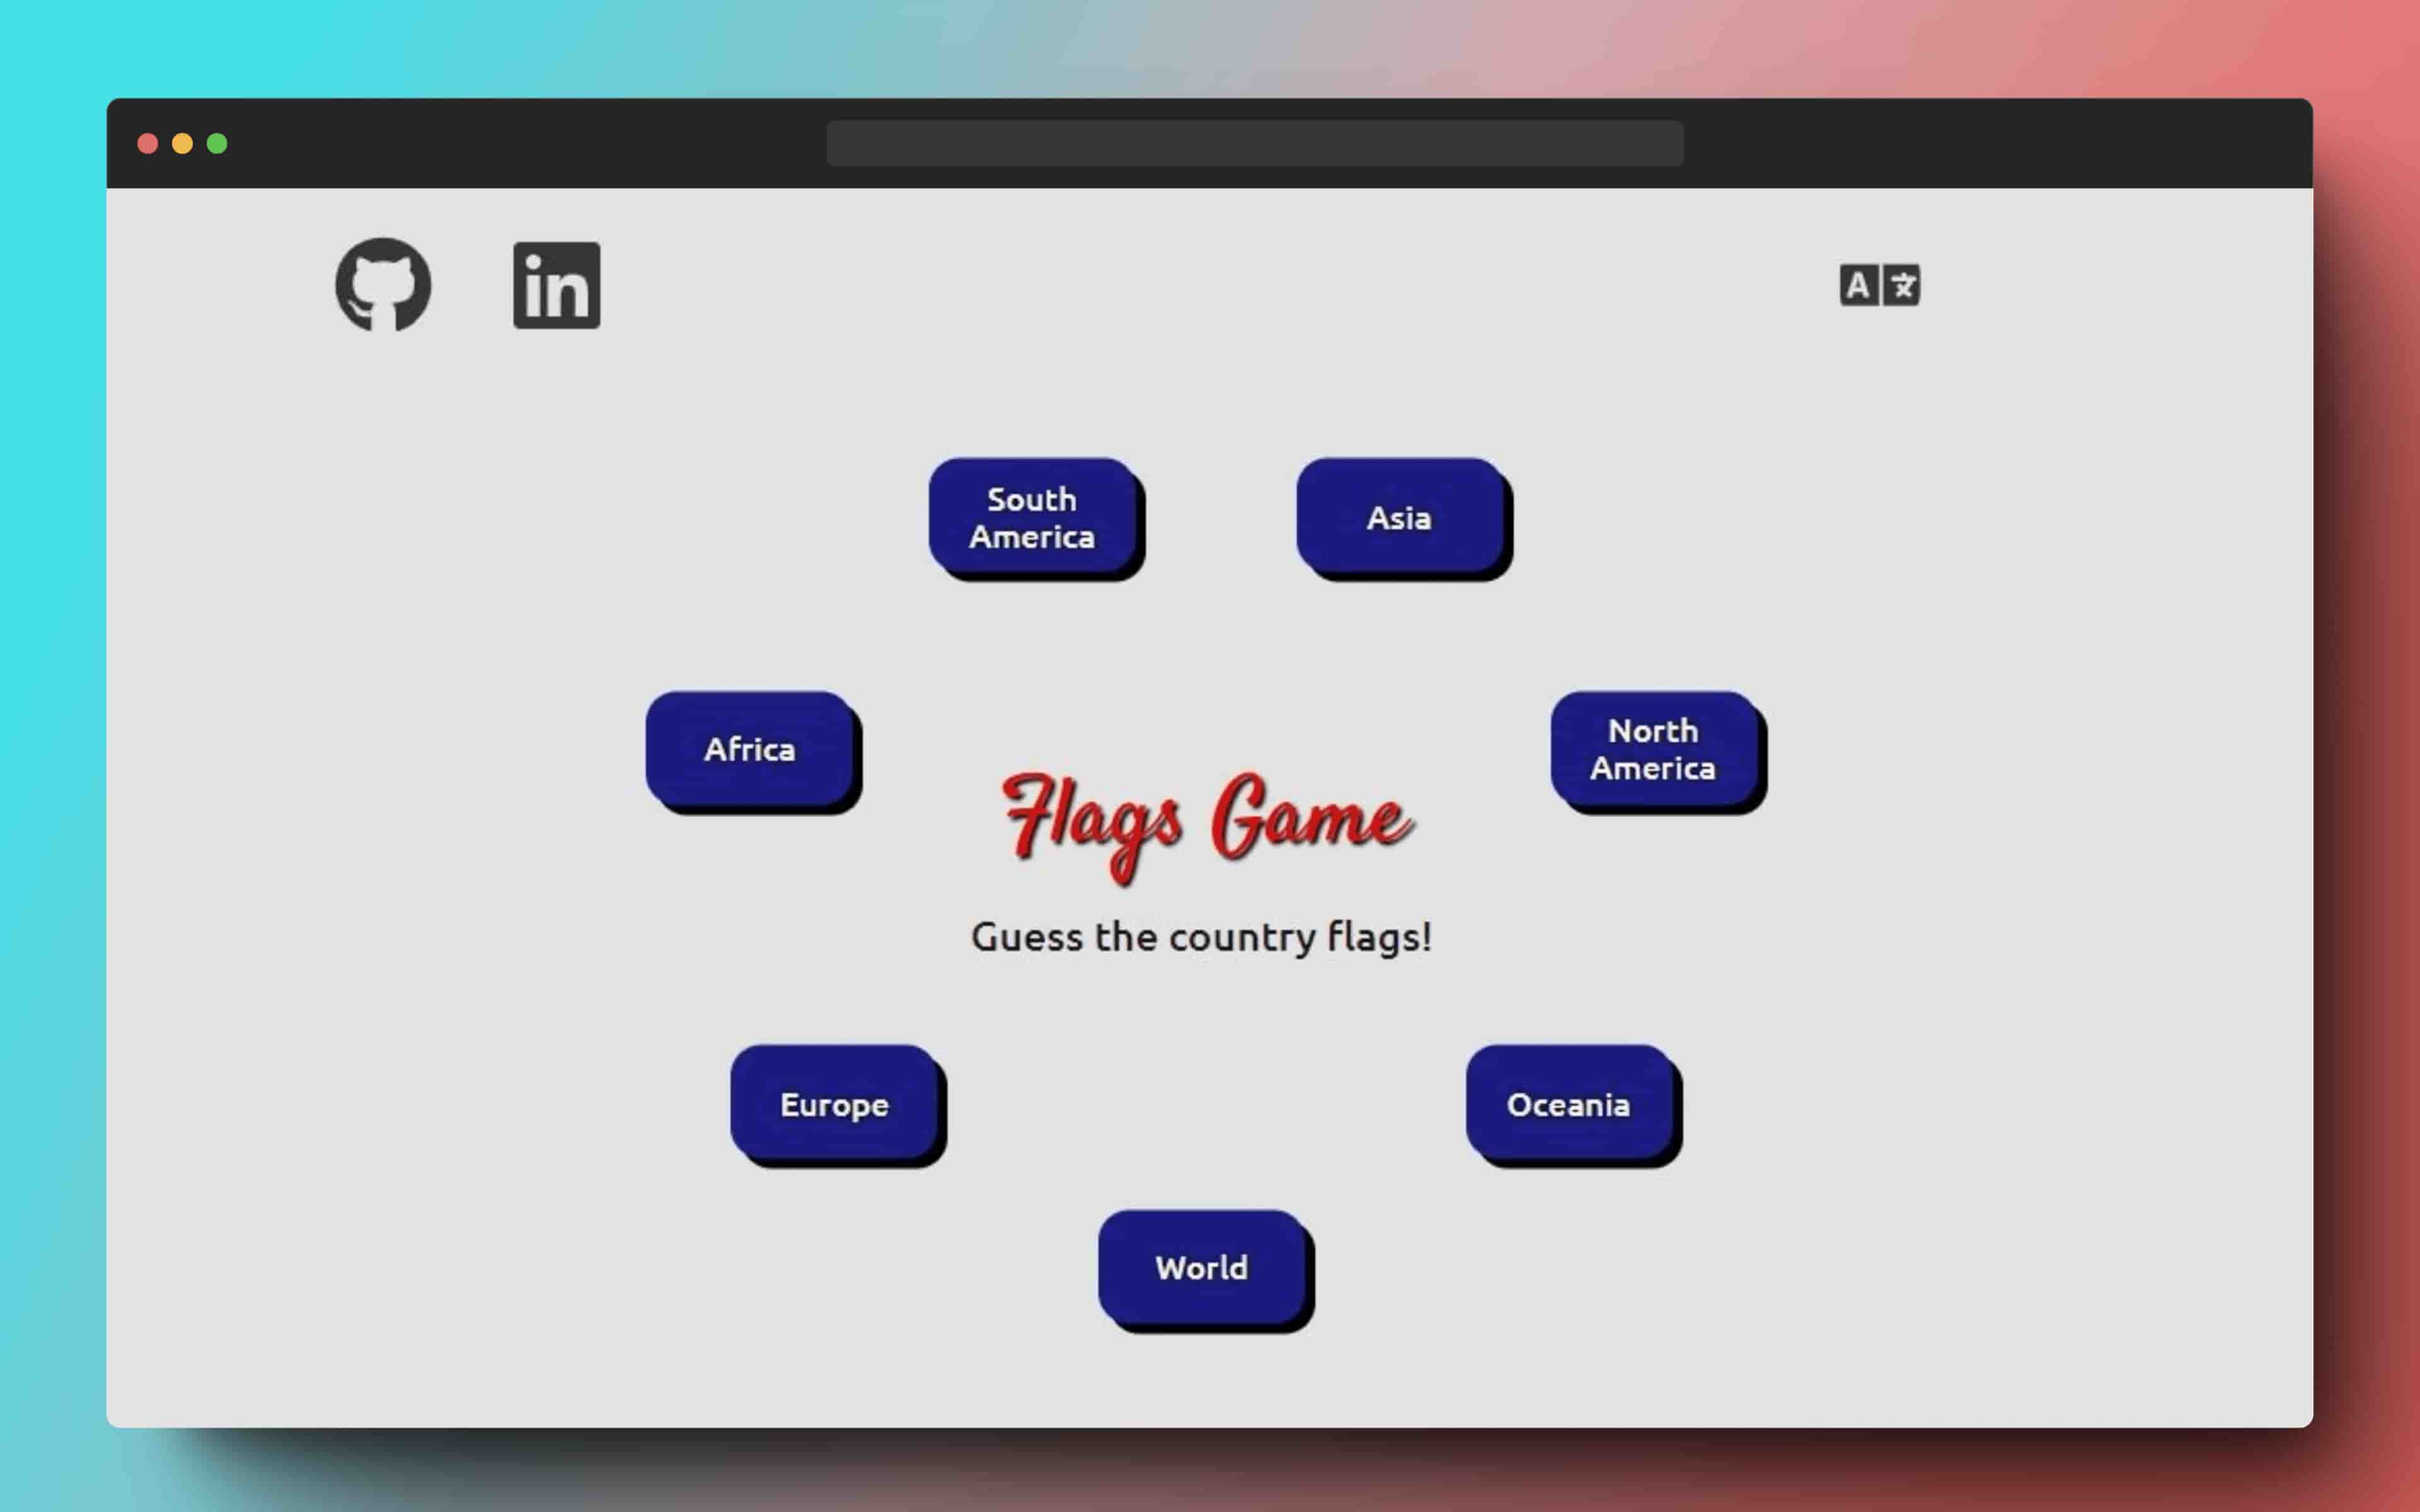 in
A 文
South
America
Asia
Africa
North
America
Flags Game
Guess the country flags!
Europe
Oceania
World